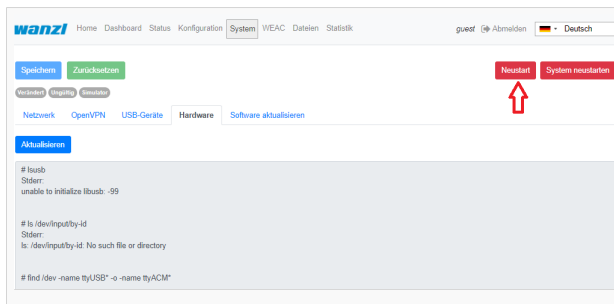 wanzl Home Dashboard Status Konfiguration System WEAC Dateien Statistik guest Abmelden Deutsch
Speichern Zurücksetzen Neustart System neustarten
Verändert Ungültig Simulator
Netzwerk OpenVPN USB-Geräte Hardware Software aktualisieren
Aktualisieren
# lsusb
Stderr:
unable to initialize libusb: -99
# ls /dev/input/by-id
Stderr:
ls: /dev/input/by-id: No such file or directory
# find /dev -name ttyUSB* -o -name ttyACM*